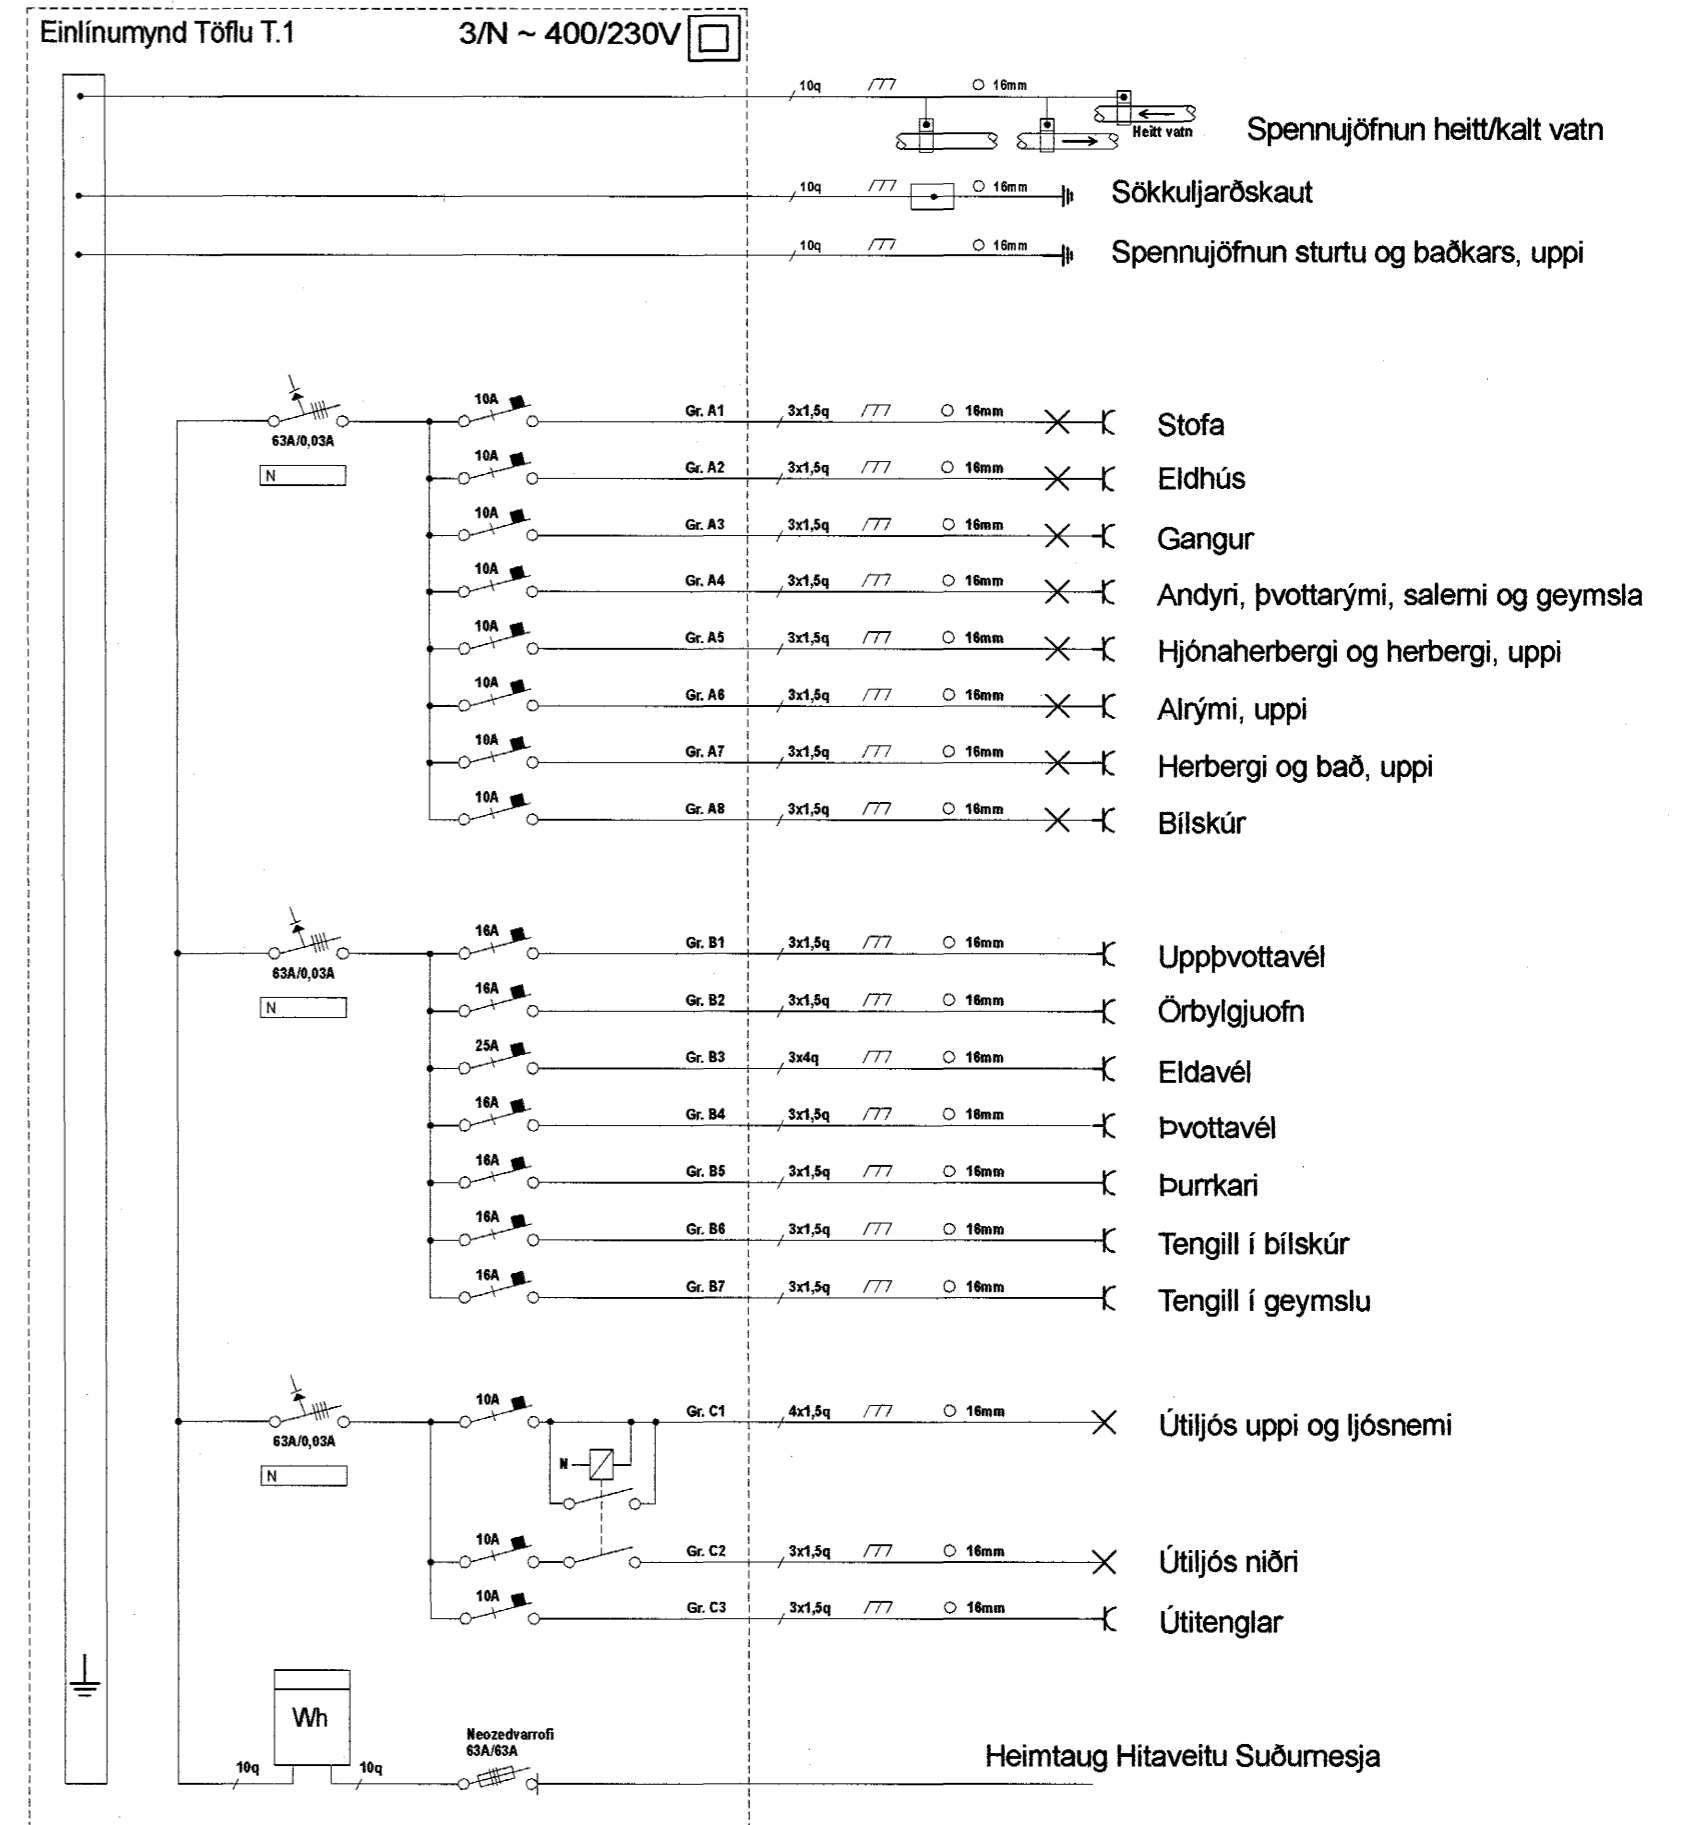 Einlínumynd Töflu T.1 3/N ~ 400/230V
10q 16mm
Heitt vatn
Spennujöfnun heitt/kalt vatn
10q 16mm Sökkuljarðskaut
10q 16mm Spennujöfnun sturtu og baðkars, uppi
63A/0,03A
N
10A Gr. A1 3x1,5q 16mm Stofa
10A Gr. A2 3x1,5q 16mm Eldhús
10A Gr. A3 3x1,5q 16mm Gangur
10A Gr. A4 3x1,5q 16mm Andyri, þvottarými, salerni og geymsla
10A Gr. A5 3x1,5q 16mm Hjónaherbergi og herbergi, uppi
10A Gr. A6 3x1,5q 16mm Alrými, uppi
10A Gr. A7 3x1,5q 16mm Herbergi og bað, uppi
10A Gr. A8 3x1,5q 16mm Bílskúr
63A/0,03A
N
16A Gr. B1 3x1,5q 16mm Uppþvottavél
16A Gr. B2 3x1,5q 16mm Örbylgjuofn
25A Gr. B3 3x4q 16mm Eldavél
16A Gr. B4 3x1,5q 16mm Þvottavél
16A Gr. B5 3x1,5q 16mm Þurrkari
16A Gr. B6 3x1,5q 16mm Tengill í bílskúr
16A Gr. B7 3x1,5q 16mm Tengill í geymslu
63A/0,03A
N
10A Gr. C1 4x1,5q 16mm Útiljós uppi og ljósnemi
N
10A Gr. C2 3x1,5q 16mm Útiljós niðri
10A Gr. C3 3x1,5q 16mm Útitenglar
Wh
10q 10q
Neozedvarrofi
63A/63A
Heimtaug Hitaveitu Suðurnesja